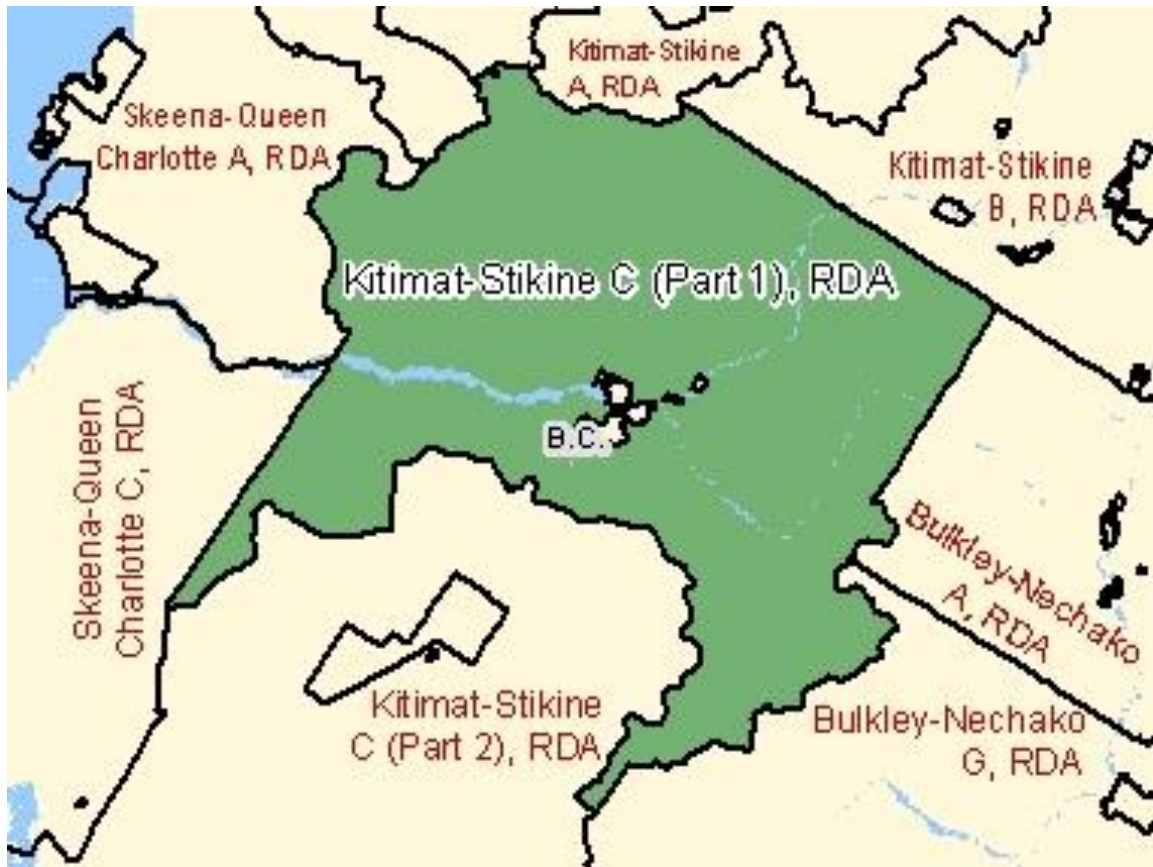 Kitimat-Stikine
A, RDA
Skeena-Queen
Charlotte A, RDA
Kitimat-Stikine
B, RDA
Kitimat-Stikine C (Part 1), RDA
B.C.
Skeena-Queen
Charlotte C, RDA
Bulkley-Nechako
A, RDA
Kitimat-Stikine
C (Part 2), RDA
Bulkley-Nechako
G, RDA